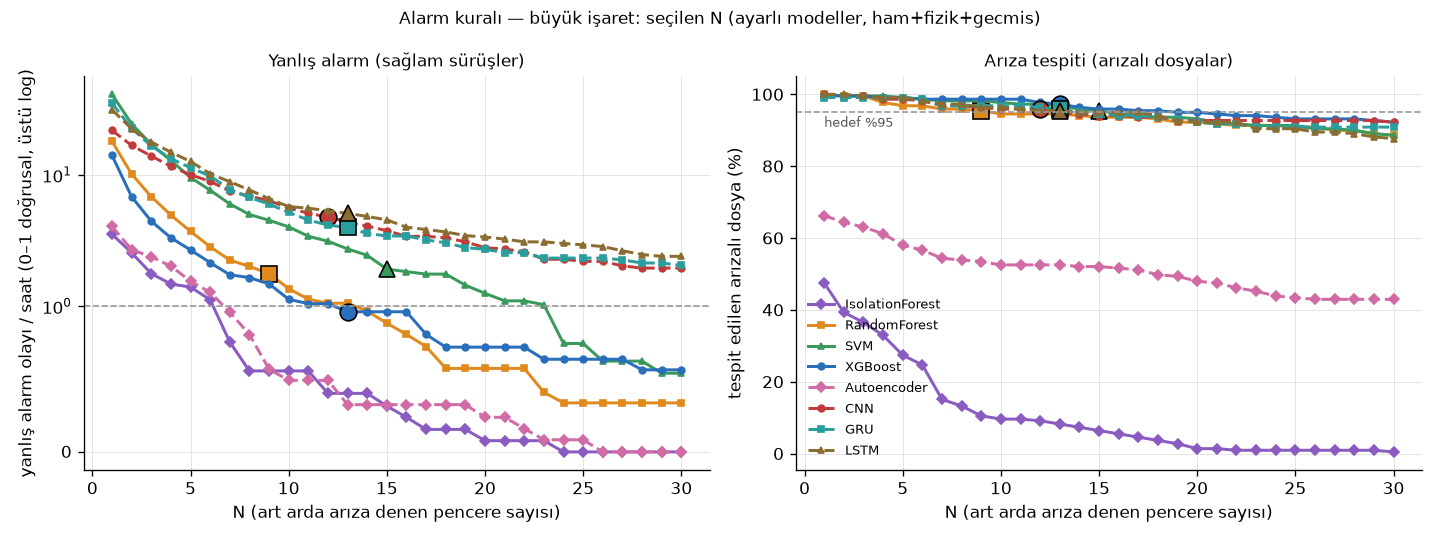 Alarm kuralı — büyük işaret: seçilen N (ayarlı modeller, ham+fizik+gecmis)
Yanlış alarm (sağlam sürüşler)
yanlış alarm olayı / saat (0–1 doğrusal, üstü log)
10¹
10⁰
0
0 5 10 15 20 25 30
N (art arda arıza denen pencere sayısı)
Arıza tespiti (arızalı dosyalar)
tespit edilen arızalı dosya (%)
100
80
60
40
20
0
hedef %95
IsolationForest
RandomForest
SVM
XGBoost
Autoencoder
CNN
GRU
LSTM
0 5 10 15 20 25 30
N (art arda arıza denen pencere sayısı)